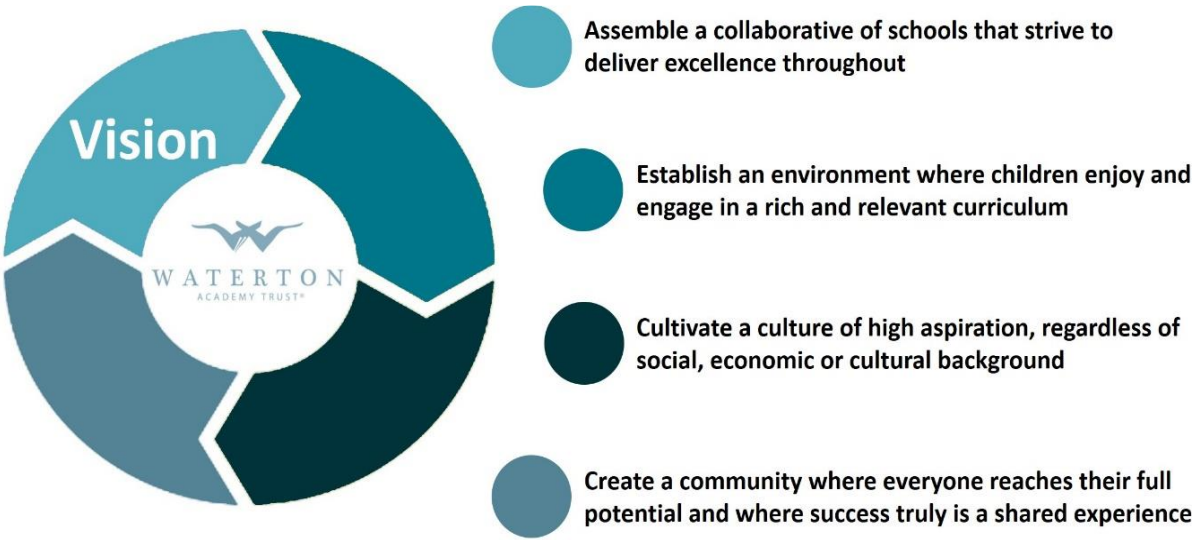 Vision
WATERTON
ACADEMY TRUST®
Assemble a collaborative of schools that strive to
deliver excellence throughout
Establish an environment where children enjoy and
engage in a rich and relevant curriculum
Cultivate a culture of high aspiration, regardless of
social, economic or cultural background
Create a community where everyone reaches their full
potential and where success truly is a shared experience